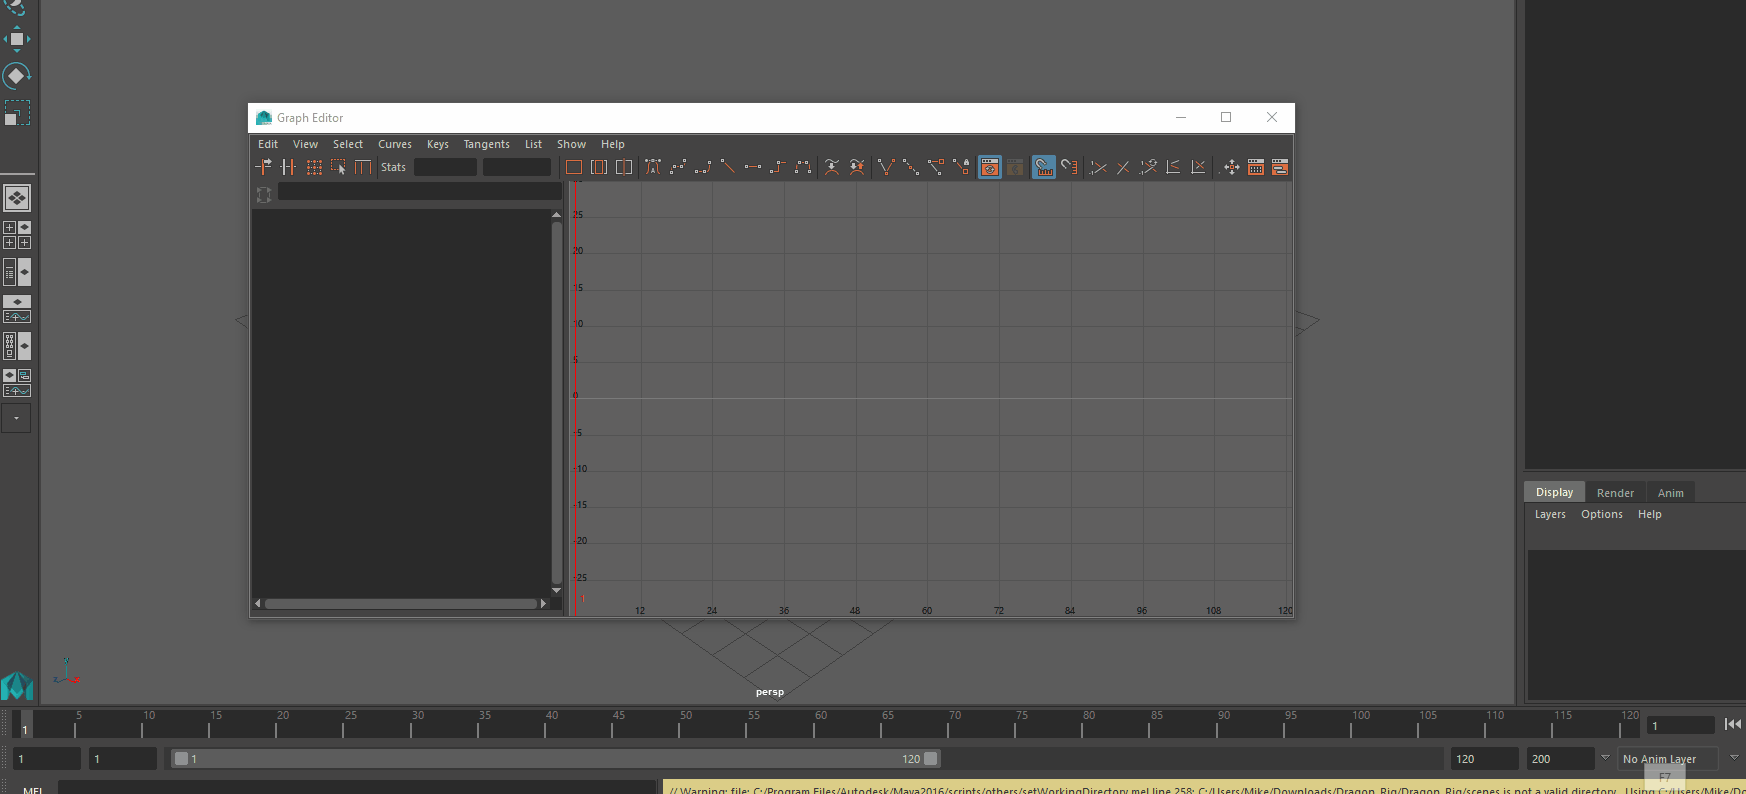 Graph Editor
Edit View Select Curves Keys Tangents List Show Help
Stats
25
20
15
10
5
0
-5
-10
-15
-20
-25
12 24 36 48 60 72 84 96 108 120
persp
Display Render Anim
Layers Options Help
1 5 10 15 20 25 30 35 40 45 50 55 60 65 70 75 80 85 90 95 100 105 110 115 120 1
1 1 1 120 120 200 No Anim Layer
F7
MEL // Warning: file: C:/Program Files/Autodesk/Maya2016/scripts/others/setWorkingDirectory.mel line 258: C:/Users/Mike/Downloads/Dragon_Rig/Dragon_Rig/scenes is not a valid directory. Using C:/Users/Mike/Do